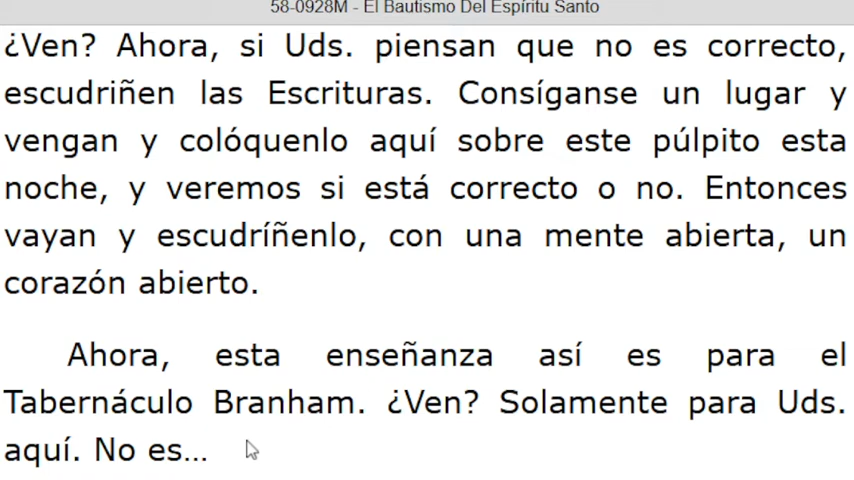 58-0928M - El Bautismo Del Espíritu Santo
¿Ven? Ahora, si Uds. piensan que no es correcto,
escudriñen las Escrituras. Consíganse un lugar y
vengan y colóquenlo aquí sobre este púlpito esta
noche, y veremos si está correcto o no. Entonces
vayan y escudríñenlo, con una mente abierta, un
corazón abierto.
Ahora, esta enseñanza así es para el
Tabernáculo Branham. ¿Ven? Solamente para Uds.
aquí. No es...